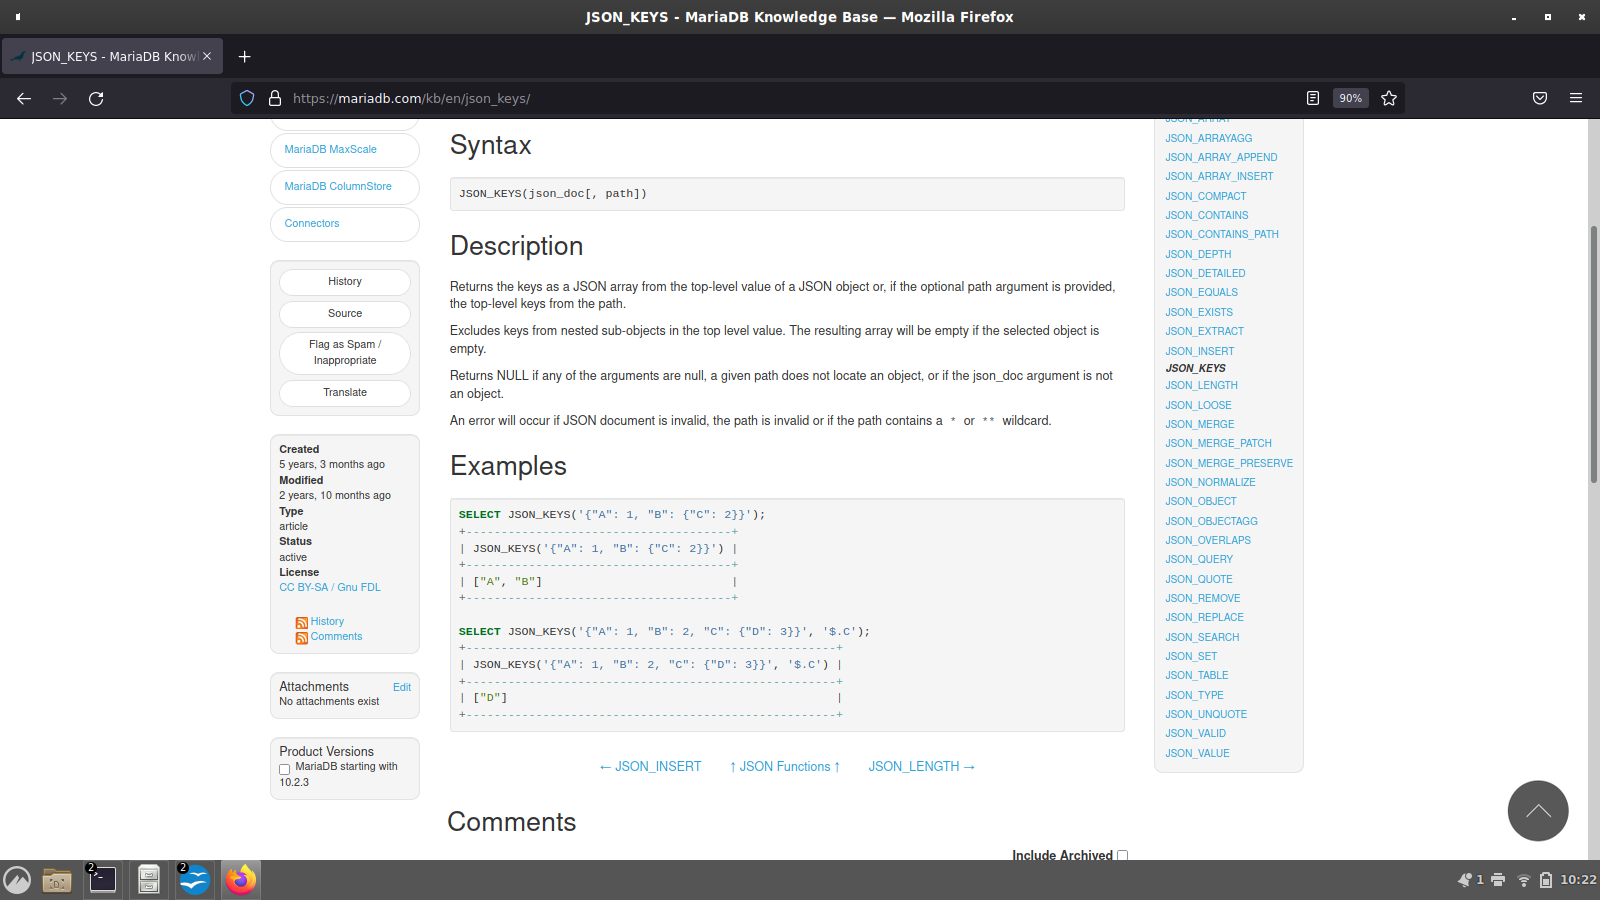 JSON_KEYS - MariaDB Knowledge Base — Mozilla Firefox
JSON_KEYS - MariaDB Know
https://mariadb.com/kb/en/json_keys/
90%
MariaDB MaxScale
MariaDB ColumnStore
Connectors
History
Source
Flag as Spam /
Inappropriate
Translate
Created
5 years, 3 months ago
Modified
2 years, 10 months ago
Type
article
Status
active
License
CC BY-SA / Gnu FDL
History
Comments
Attachments Edit
No attachments exist
Product Versions
MariaDB starting with
10.2.3
Syntax
JSON_KEYS(json_doc[, path])
Description
Returns the keys as a JSON array from the top-level value of a JSON object or, if the optional path argument is provided,
the top-level keys from the path.
Excludes keys from nested sub-objects in the top level value. The resulting array will be empty if the selected object is
empty.
Returns NULL if any of the arguments are null, a given path does not locate an object, or if the json_doc argument is not
an object.
An error will occur if JSON document is invalid, the path is invalid or if the path contains a * or ** wildcard.
Examples
SELECT JSON_KEYS('{"A": 1, "B": {"C": 2}}');
+--------------------------------------+
| JSON_KEYS('{"A": 1, "B": {"C": 2}}') |
+--------------------------------------+
| ["A", "B"]                           |
+--------------------------------------+
SELECT JSON_KEYS('{"A": 1, "B": 2, "C": {"D": 3}}', '$.C');
+-----------------------------------------------------+
| JSON_KEYS('{"A": 1, "B": 2, "C": {"D": 3}}', '$.C') |
+-----------------------------------------------------+
| ["D"]                                               |
+-----------------------------------------------------+
← JSON_INSERT ↑ JSON Functions ↑ JSON_LENGTH →
Comments
Include Archived
JSON_ARRAY
JSON_ARRAYAGG
JSON_ARRAY_APPEND
JSON_ARRAY_INSERT
JSON_COMPACT
JSON_CONTAINS
JSON_CONTAINS_PATH
JSON_DEPTH
JSON_DETAILED
JSON_EQUALS
JSON_EXISTS
JSON_EXTRACT
JSON_INSERT
JSON_KEYS
JSON_LENGTH
JSON_LOOSE
JSON_MERGE
JSON_MERGE_PATCH
JSON_MERGE_PRESERVE
JSON_NORMALIZE
JSON_OBJECT
JSON_OBJECTAGG
JSON_OVERLAPS
JSON_QUERY
JSON_QUOTE
JSON_REMOVE
JSON_REPLACE
JSON_SEARCH
JSON_SET
JSON_TABLE
JSON_TYPE
JSON_UNQUOTE
JSON_VALID
JSON_VALUE
2
2
1
10:22